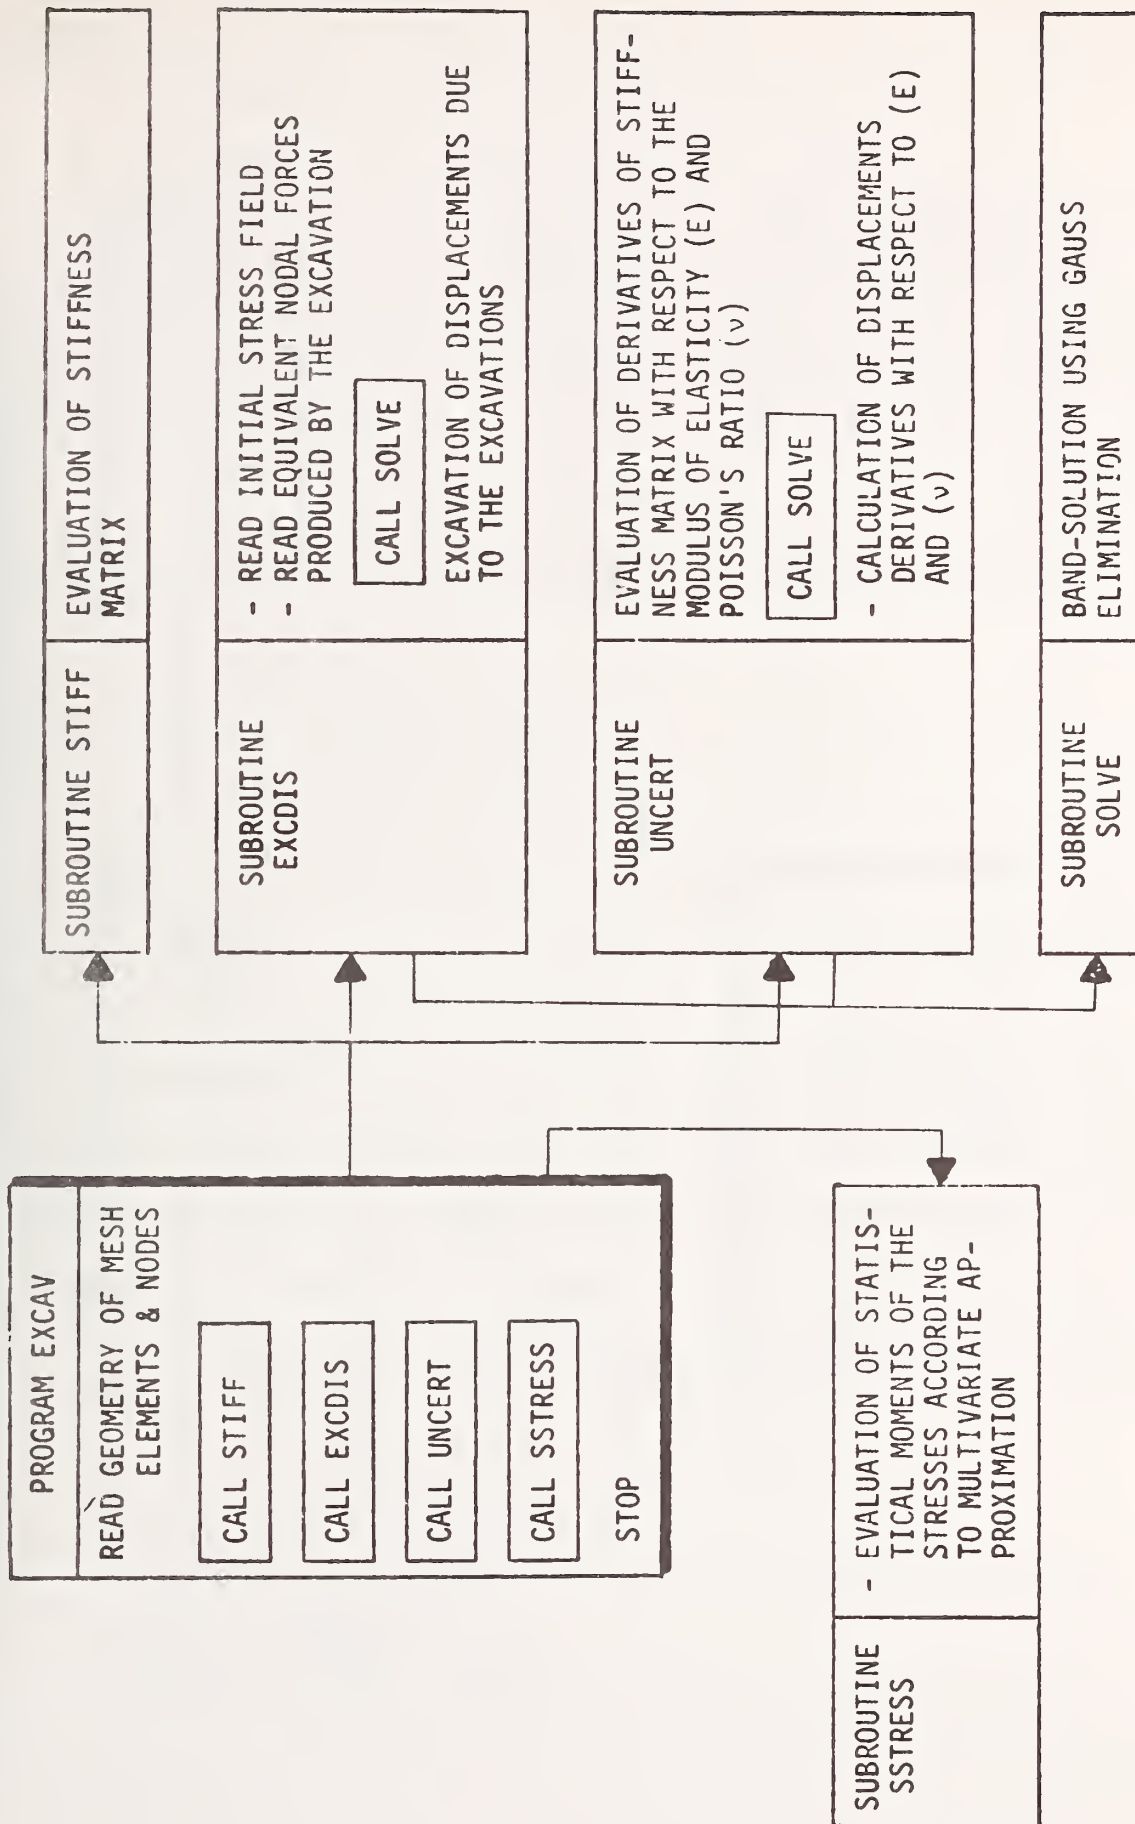 PROGRAM EXCAV
READ GEOMETRY OF MESH
ELEMENTS & NODES
CALL STIFF
CALL EXCDIS
CALL UNCERT
CALL SSTRESS
STOP
SUBROUTINE
SSTRESS
- EVALUATION OF STATIS-
TICAL MOMENTS OF THE
STRESSES ACCORDING
TO MULTIVARIATE AP-
PROXIMATION
SUBROUTINE STIFF
EVALUATION OF STIFFNESS
MATRIX
SUBROUTINE
EXCDIS
- READ INITIAL STRESS FIELD
- READ EQUIVALENT NODAL FORCES
PRODUCED BY THE EXCAVATION
CALL SOLVE
EXCAVATION OF DISPLACEMENTS DUE
TO THE EXCAVATIONS
SUBROUTINE
UNCERT
EVALUATION OF DERIVATIVES OF STIFF-
NESS MATRIX WITH RESPECT TO THE
MODULUS OF ELASTICITY (E) AND
POISSON'S RATIO (ν)
CALL SOLVE
- CALCULATION OF DISPLACEMENTS
DERIVATIVES WITH RESPECT TO (E)
AND (ν)
SUBROUTINE
SOLVE
BAND-SOLUTION USING GAUSS
ELIMINATION